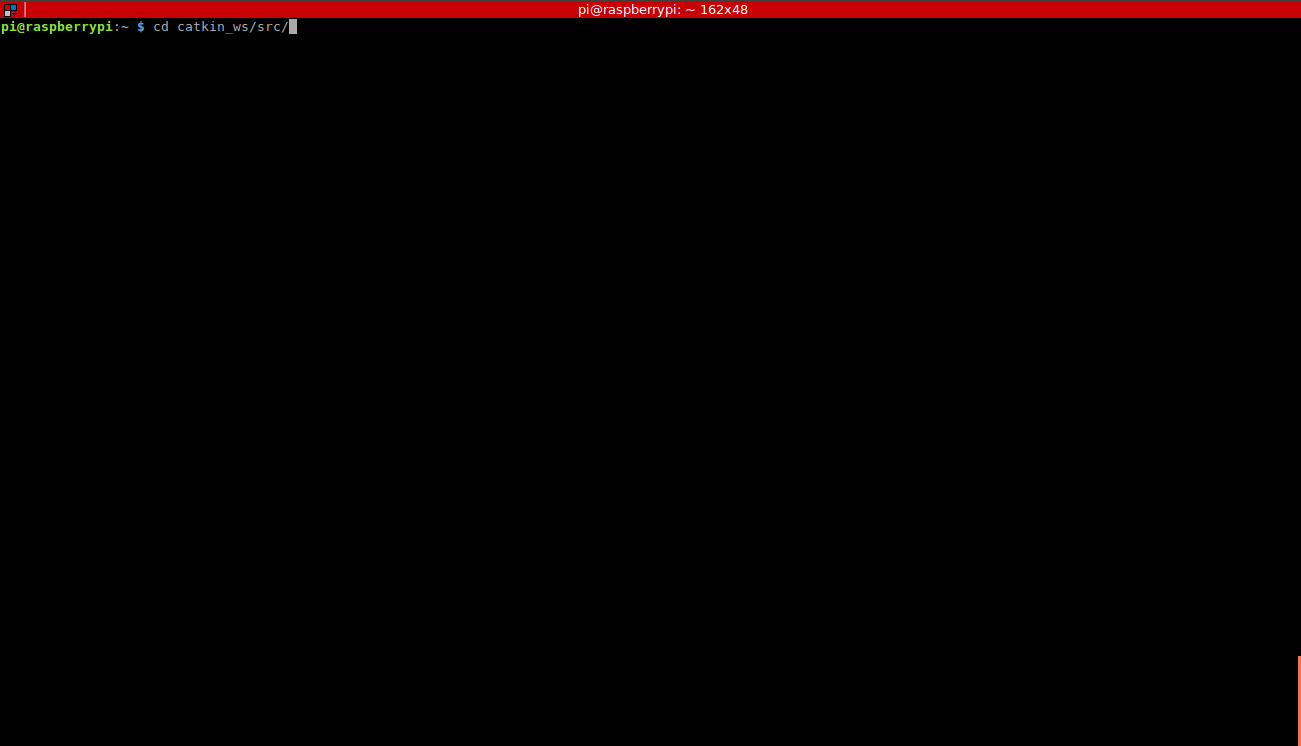 pi@raspberrypi: ~ 162x48
pi@raspberrypi:~ $ cd catkin_ws/src/